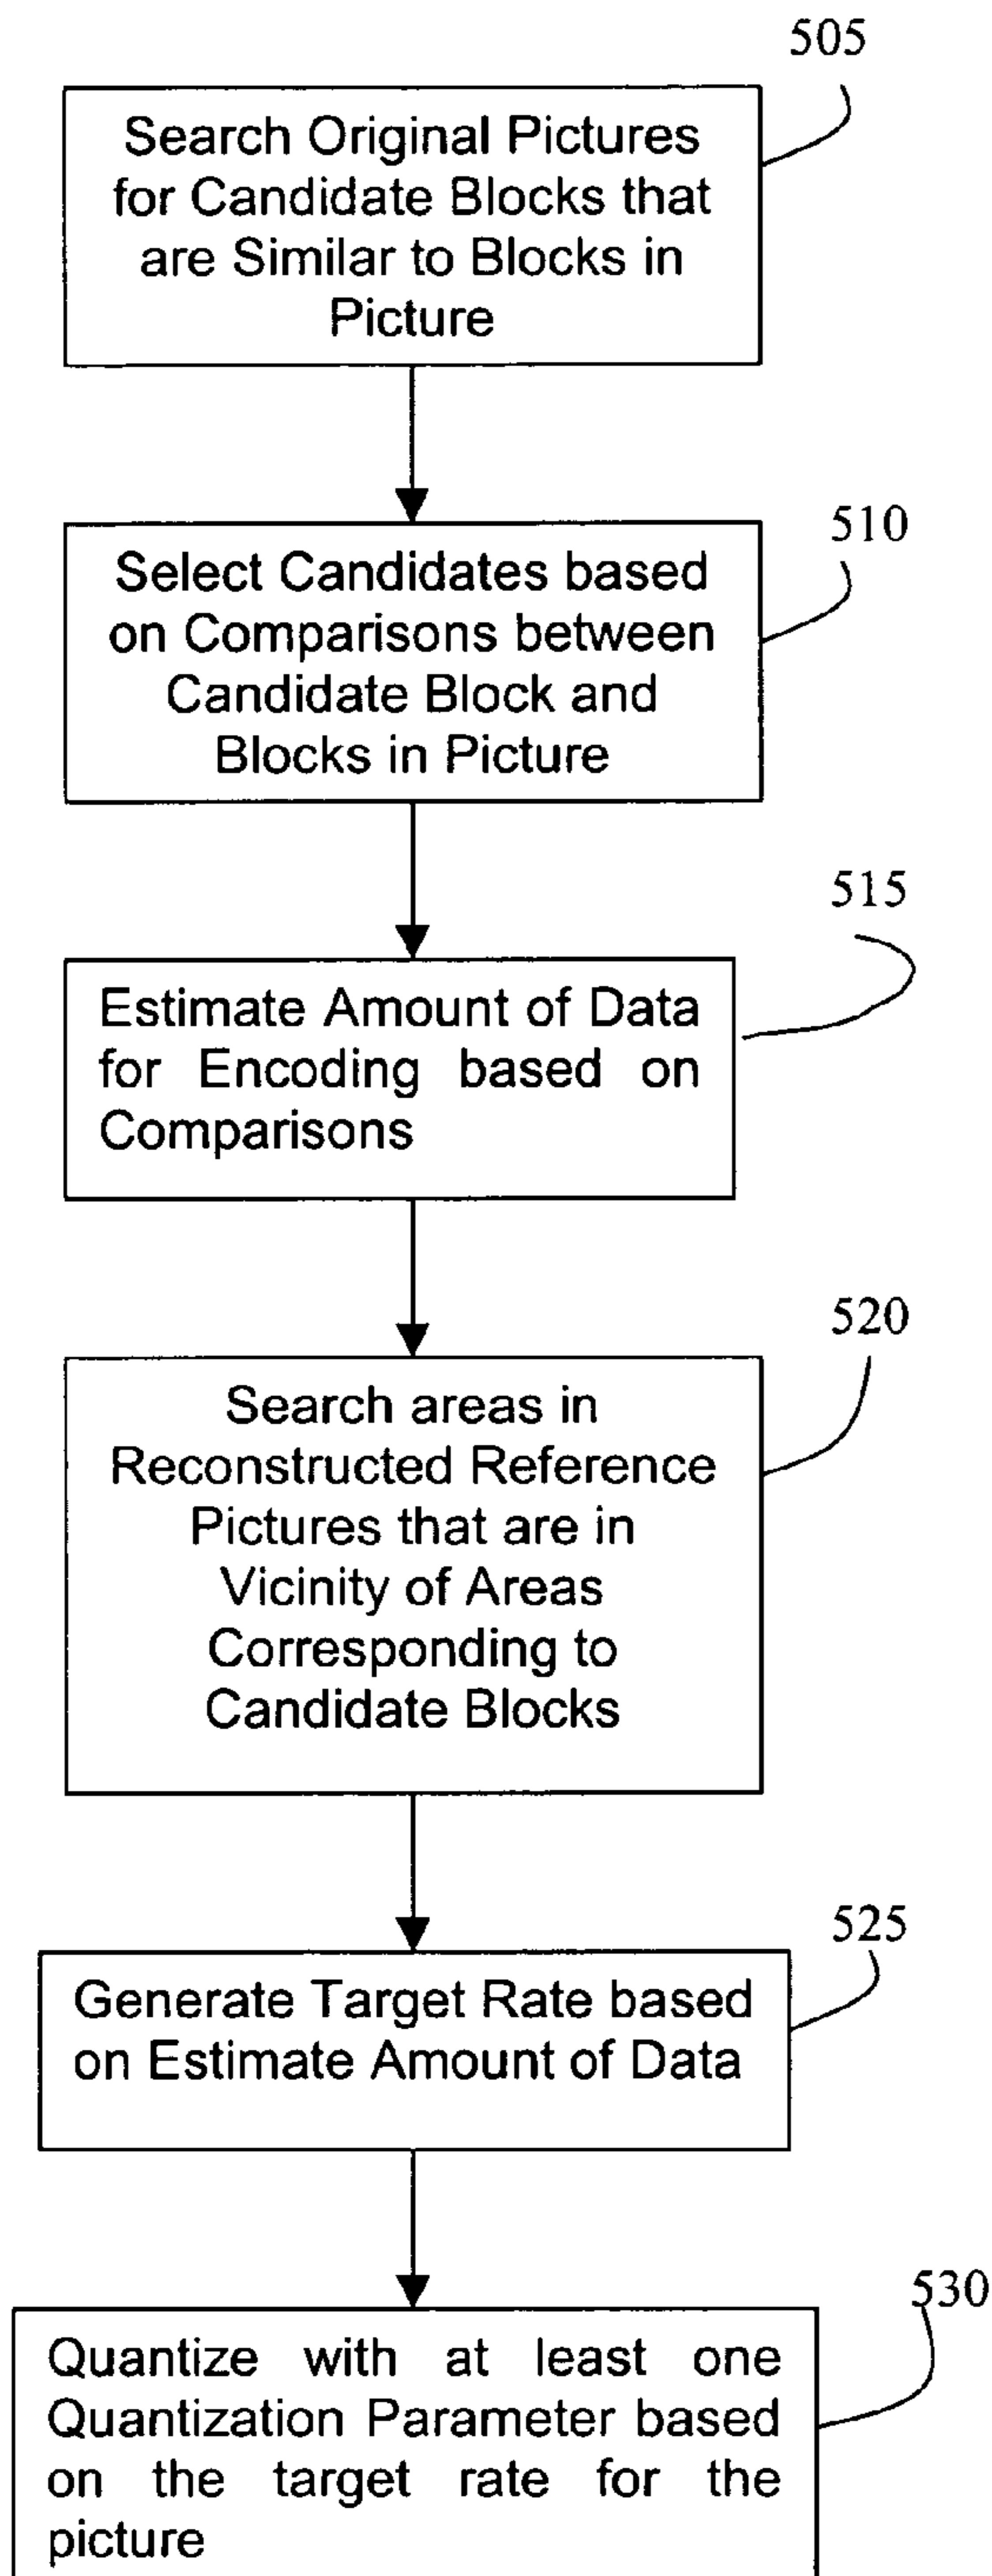 505
Search Original Pictures
for Candidate Blocks that
are Similar to Blocks in
Picture
510
Select Candidates based
on Comparisons between
Candidate Block and
Blocks in Picture
515
Estimate Amount of Data
for Encoding based on
Comparisons
520
Search areas in
Reconstructed Reference
Pictures that are in
Vicinity of Areas
Corresponding to
Candidate Blocks
525
Generate Target Rate based
on Estimate Amount of Data
530
Quantize with at least one
Quantization Parameter based
on the target rate for the
picture